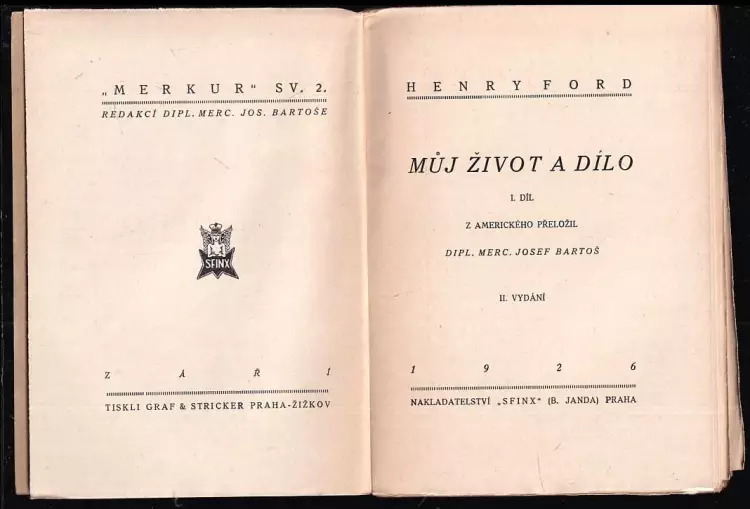 „MERKUR" SV. 2.
REDAKCÍ DIPL. MERC. JOS. BARTOŠE
SFINX
ZÁŘÍ
TISKLI GRAF & STRICKER PRAHA-ŽIŽKOV
HENRY FORD
MŮJ ŽIVOT A DÍLO
I. DÍL
Z AMERICKÉHO PŘELOŽIL
DIPL. MERC. JOSEF BARTOŠ
II. VYDÁNÍ
1926
NAKLADATELSTVÍ „SFINX" (B. JANDA) PRAHA